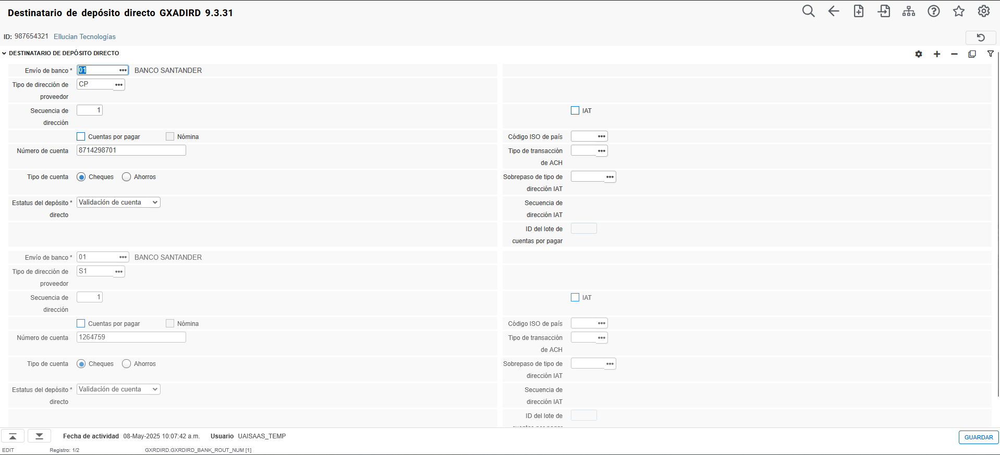 Destinatario de depósito directo GXADIRD 9.3.31
ID: 987654321 Ellucian Tecnologías
DESTINATARIO DE DEPÓSITO DIRECTO
Envío de banco * 01 BANCO SANTANDER
Tipo de dirección de CP
proveedor
Secuencia de 1 IAT
dirección
Cuentas por pagar Nómina Código ISO de país
Número de cuenta 8714298701 Tipo de transacción
de ACH
Tipo de cuenta Cheques Ahorros Sobrepaso de tipo de
dirección IAT
Estatus del depósito * Validación de cuenta Secuencia de
directo dirección IAT
ID del lote de
cuentas por pagar
Envío de banco * 01 BANCO SANTANDER
Tipo de dirección de S1
proveedor
Secuencia de 1 IAT
dirección
Cuentas por pagar Nómina Código ISO de país
Número de cuenta 1264759 Tipo de transacción
de ACH
Tipo de cuenta Cheques Ahorros Sobrepaso de tipo de
dirección IAT
Estatus del depósito * Validación de cuenta Secuencia de
directo dirección IAT
ID del lote de
cuentas por pagar
Fecha de actividad 08-May-2025 10:07:42 a.m. Usuario UAISAAS_TEMP GUARDAR
EDIT Registro: 1/2 GXRDIRD.GXRDIRD_BANK_ROUT_NUM [1]